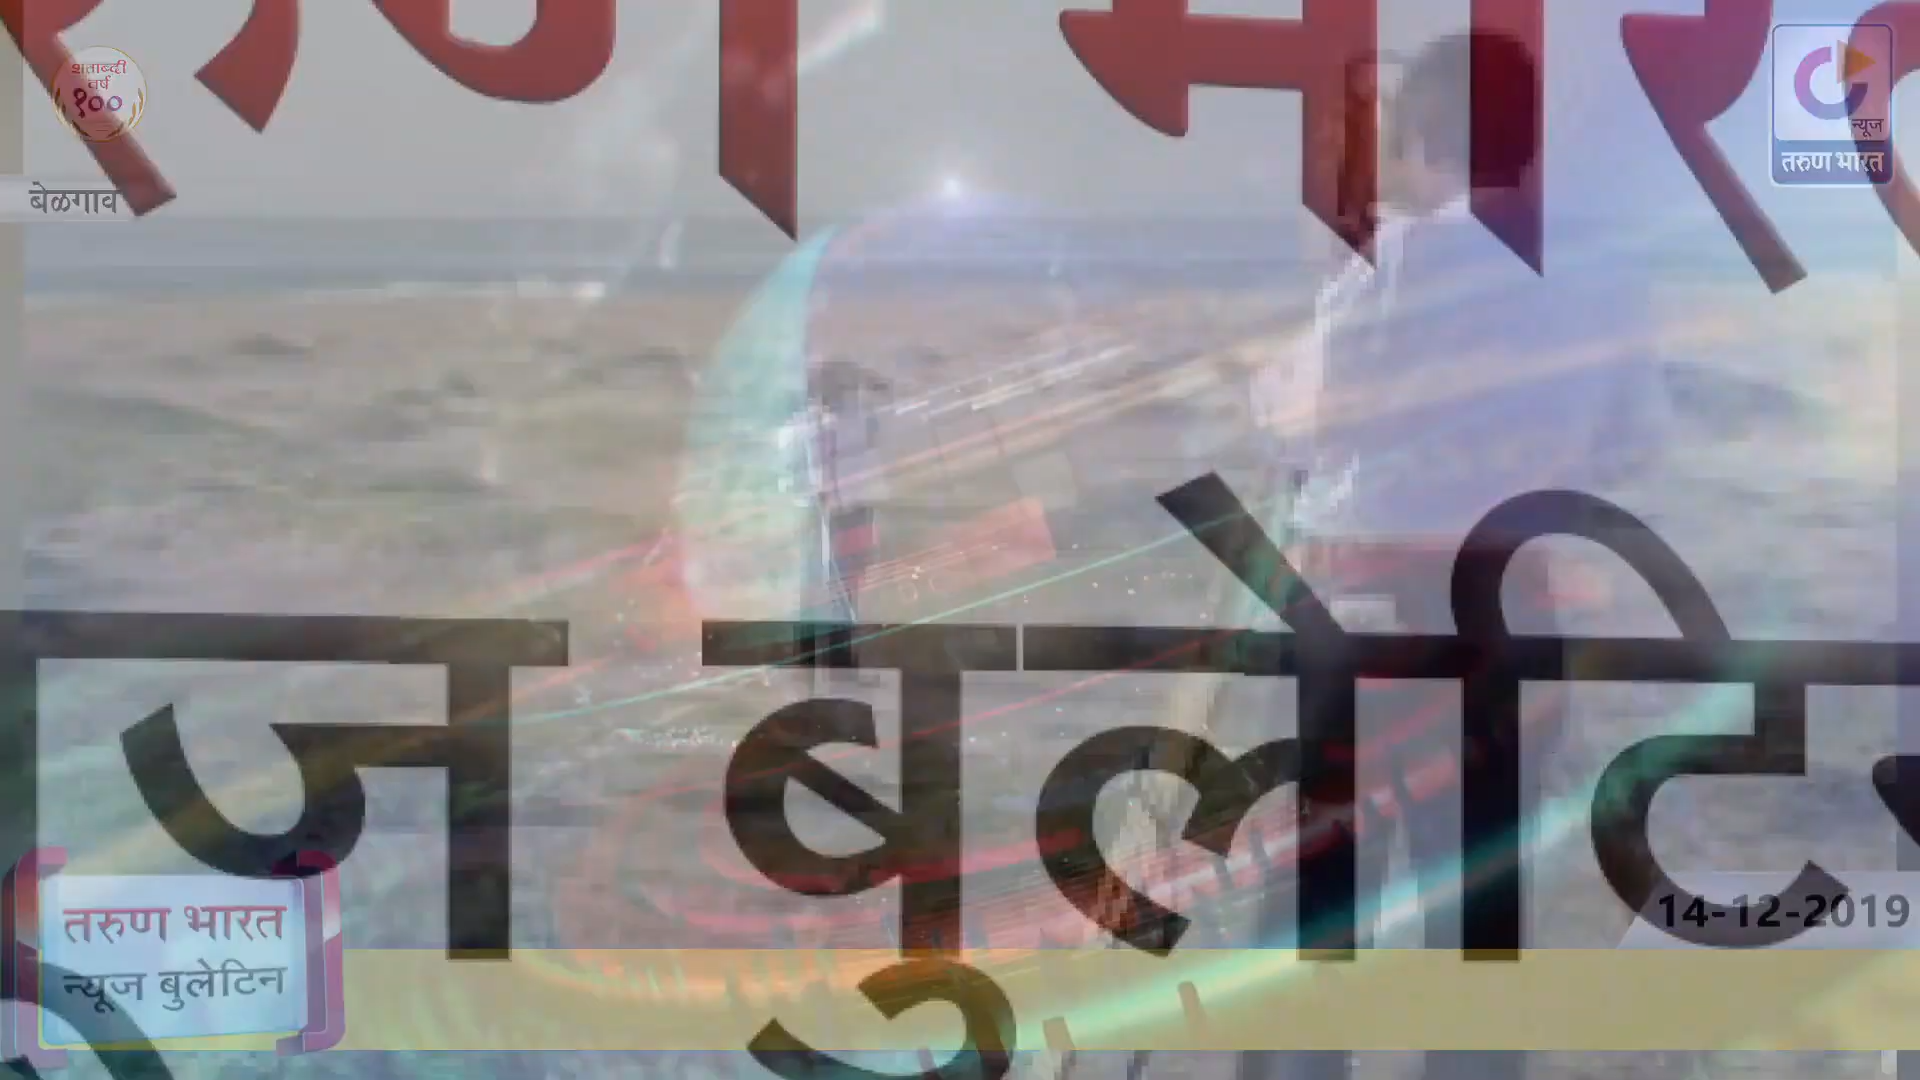 शताब्दी
वर्ष
१००
न्यूज
तरुण भारत
बेळगाव
ज बुलेटि
14-12-2019
तरुण भारत
न्यूज बुलेटिन